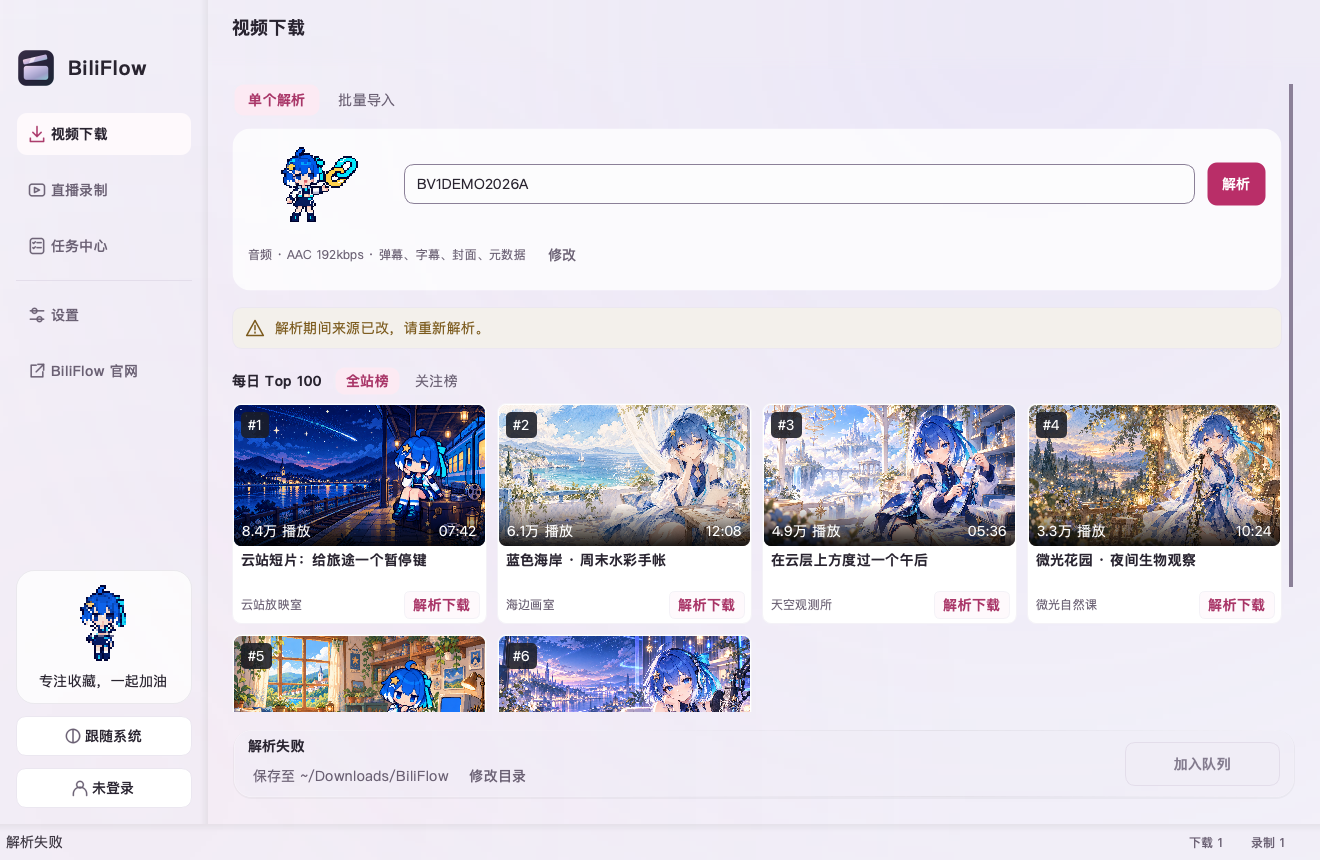 视频下载
BiliFlow
视频下载
直播录制
任务中心
设置
BiliFlow 官网
专注收藏，一起加油
跟随系统
未登录
单个解析 批量导入
BV1DEMO2026A
解析
音频 · AAC 192kbps · 弹幕、字幕、封面、元数据 修改
解析期间来源已改，请重新解析。
每日 Top 100 全站榜 关注榜
#1
8.4万 播放 07:42
云站短片：给旅途一个暂停键
云站放映室 解析下载
#2
6.1万 播放 12:08
蓝色海岸 · 周末水彩手帐
海边画室 解析下载
#3
4.9万 播放 05:36
在云层上方度过一个午后
天空观测所 解析下载
#4
3.3万 播放 10:24
微光花园 · 夜间生物观察
微光自然课 解析下载
#5
#6
解析失败
保存至 ~/Downloads/BiliFlow 修改目录
加入队列
解析失败
下载 1 录制 1